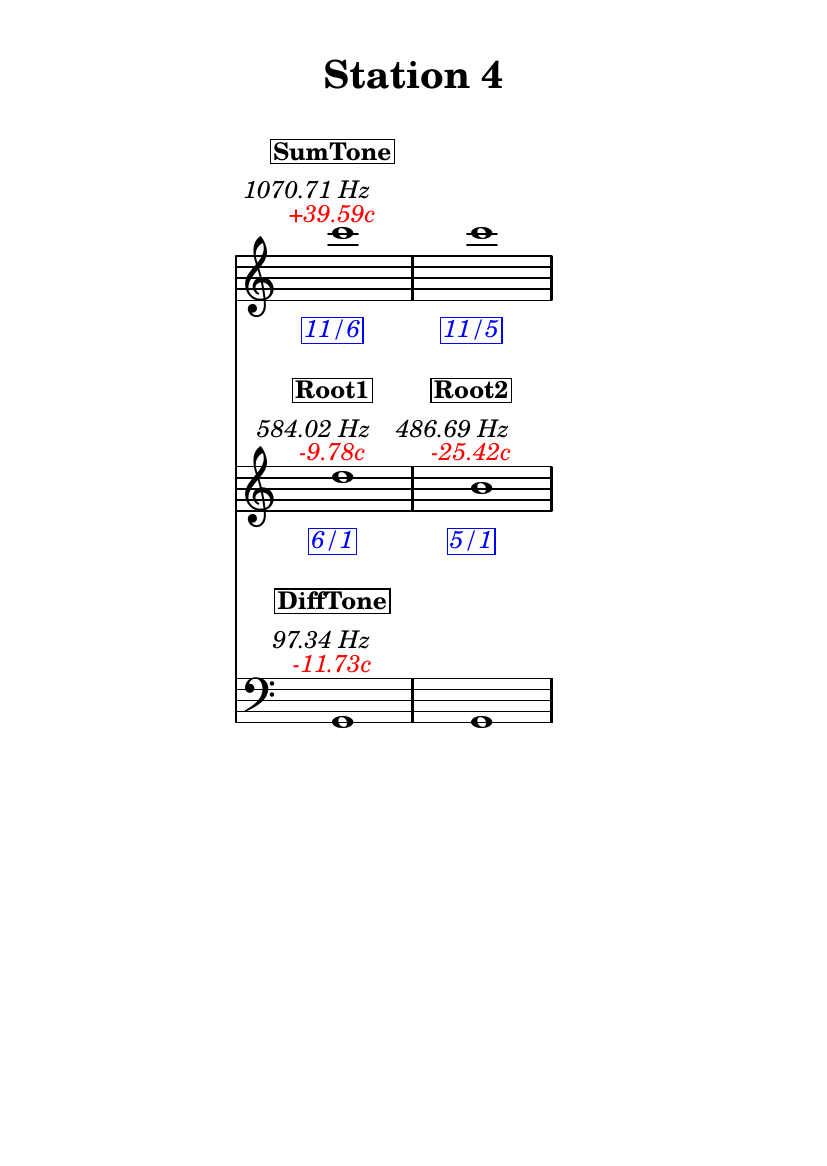 Station 4
SumTone
1070.71 Hz
+39.59c
11/6 11/5
Root1 Root2
584.02 Hz 486.69 Hz
-9.78c -25.42c
6/1 5/1
DiffTone
97.34 Hz
-11.73c